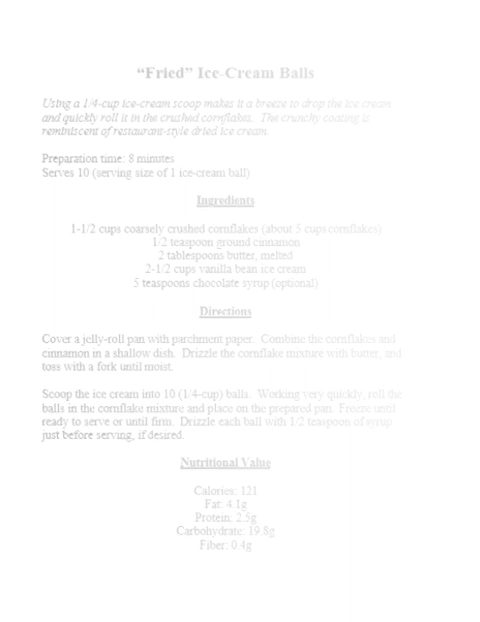 “Fried” Ice-Cream Balls
Using a 1/4-cup ice-cream scoop makes it a breeze to drop the ice cream
and quickly roll it in the crushed cornflakes. The crunchy coating is
reminiscent of restaurant-style dried ice cream.
Preparation time: 8 minutes
Serves 10 (serving size of 1 ice-cream ball)
Ingredients
1-1/2 cups coarsely crushed cornflakes (about 5 cups cornflakes)
1/2 teaspoon ground cinnamon
2 tablespoons butter, melted
2-1/2 cups vanilla bean ice cream
5 teaspoons chocolate syrup (optional)
Directions
Cover a jelly-roll pan with parchment paper. Combine the cornflakes and
cinnamon in a shallow dish. Drizzle the cornflake mixture with butter, and
toss with a fork until moist.
Scoop the ice cream into 10 (1/4-cup) balls. Working very quickly, roll the
balls in the cornflake mixture and place on the prepared pan. Freeze until
ready to serve or until firm. Drizzle each ball with 1/2 teaspoon of syrup
just before serving, if desired.
Nutritional Value
Calories: 121
Fat: 4.1g
Protein: 2.5g
Carbohydrate: 19.8g
Fiber: 0.4g